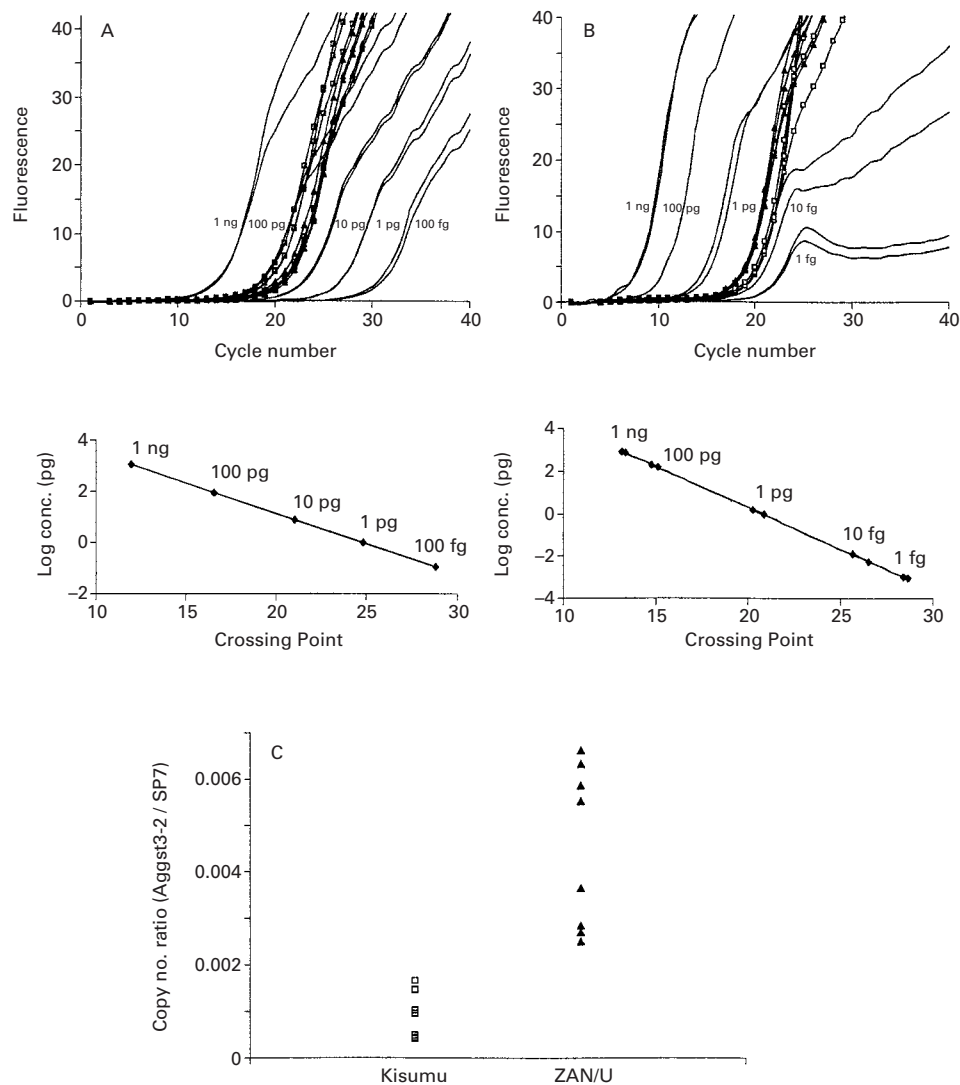 A
Fluorescence
40
30
20
10
0
1 ng
100 pg
10 pg
1 pg
100 fg
0 10 20 30 40
Cycle number
B
Fluorescence
40
30
20
10
0
1 ng
100 pg
1 pg
10 fg
1 fg
0 10 20 30 40
Cycle number
Log conc. (pg)
4
2
0
–2
1 ng
100 pg
10 pg
1 pg
100 fg
10 15 20 25 30
Crossing Point
Log conc. (pg)
4
2
0
–2
–4
1 ng
100 pg
1 pg
10 fg
1 fg
10 15 20 25 30
Crossing Point
C
Copy no. ratio (Aggst3-2 / SP7)
0.006
0.004
0.002
0
Kisumu ZAN/U